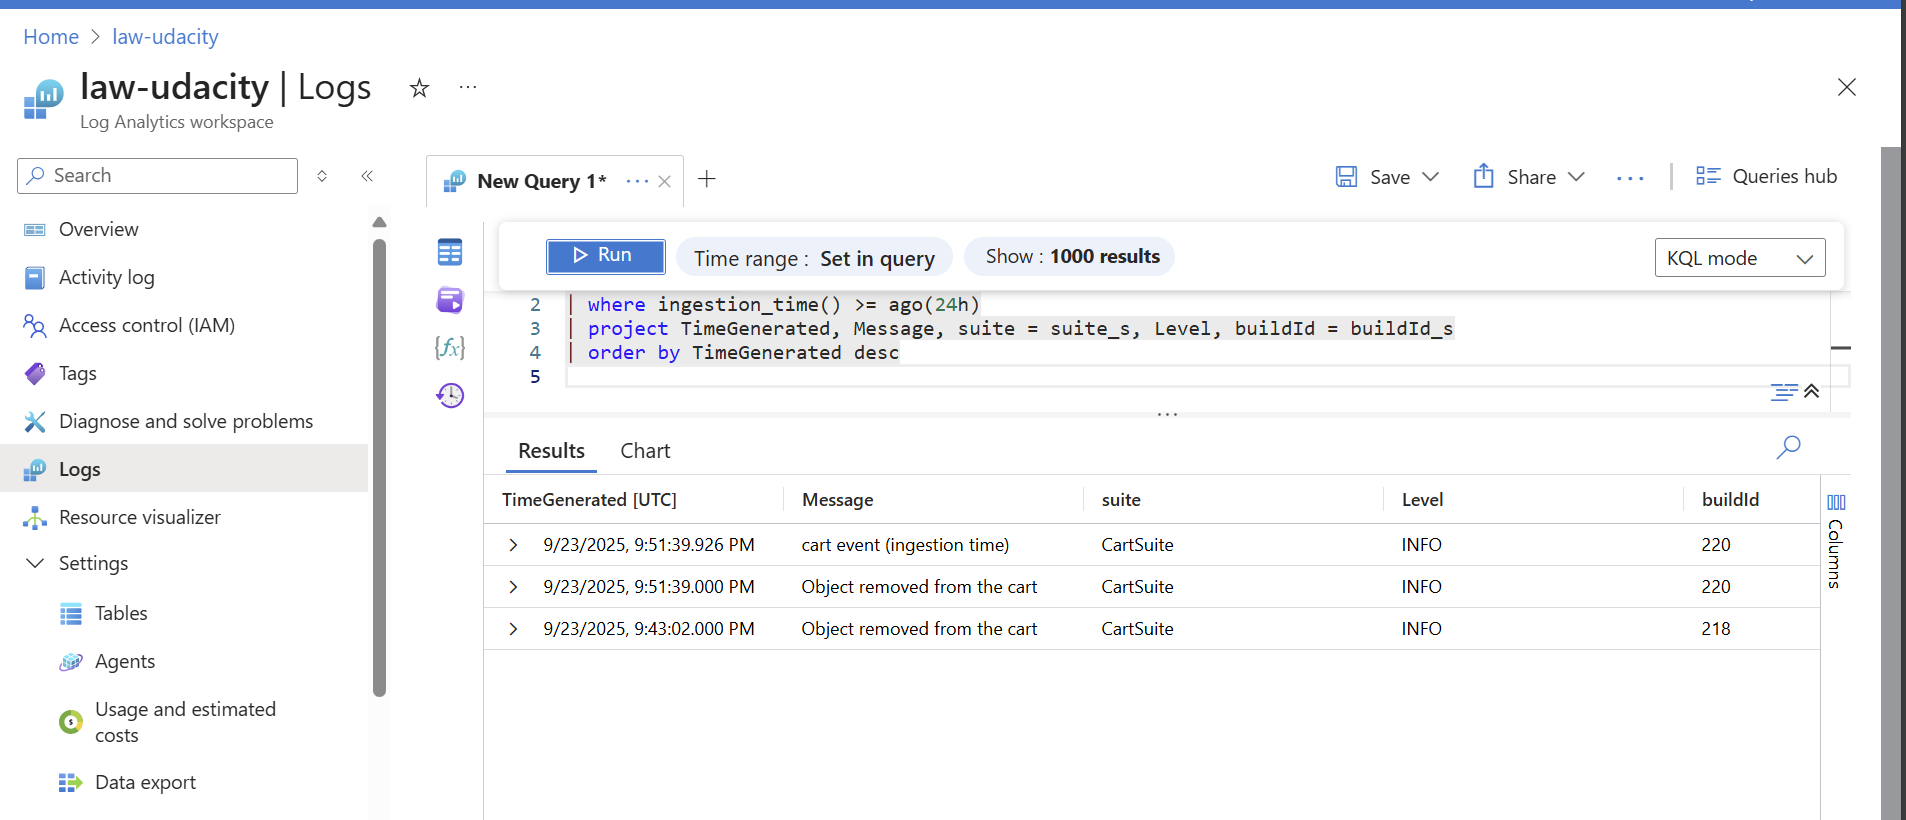 Home > law-udacity
law-udacity | Logs
Log Analytics workspace
Search
Overview
Activity log
Access control (IAM)
Tags
Diagnose and solve problems
Logs
Resource visualizer
Settings
Tables
Agents
Usage and estimated
costs
Data export
New Query 1*
Save
Share
Queries hub
Run
Time range : Set in query
Show : 1000 results
KQL mode
2 | where ingestion_time() >= ago(24h)
3 | project TimeGenerated, Message, suite = suite_s, Level, buildId = buildId_s
4 | order by TimeGenerated desc
5
Results Chart
TimeGenerated [UTC] Message suite Level buildId
9/23/2025, 9:51:39.926 PM cart event (ingestion time) CartSuite INFO 220
9/23/2025, 9:51:39.000 PM Object removed from the cart CartSuite INFO 220
9/23/2025, 9:43:02.000 PM Object removed from the cart CartSuite INFO 218
Columns